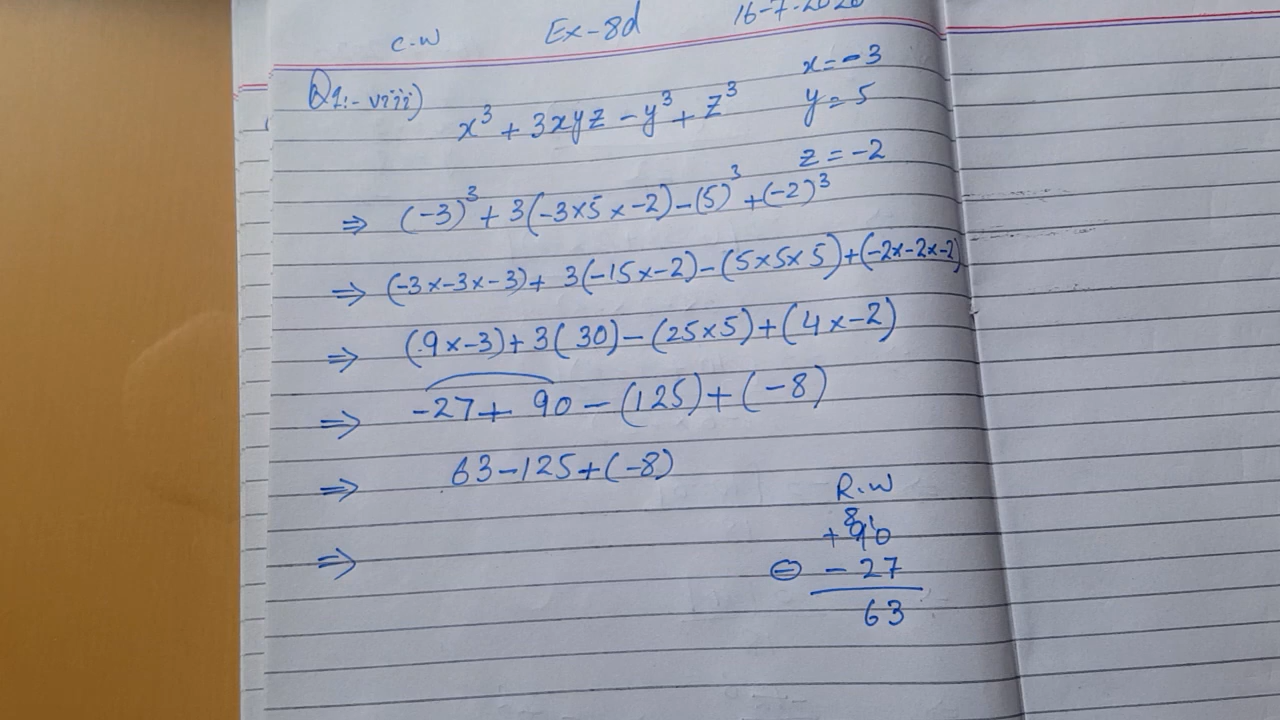 c.w Ex-8d 16-7-2020
Q1:- viii) x³ + 3xyz - y³ + z³
x = -3
y = 5
z = -2
⇒ (-3)³ + 3(-3×5×-2) - (5)³ + (-2)³
⇒ (-3×-3×-3) + 3(-15×-2) - (5×5×5) + (-2×-2×-2)
⇒ (9×-3) + 3(30) - (25×5) + (4×-2)
⇒ -27 + 90 - (125) + (-8)
⇒ 63 - 125 + (-8)
⇒
R.W
8 1
+ 90
⊖ - 27
63